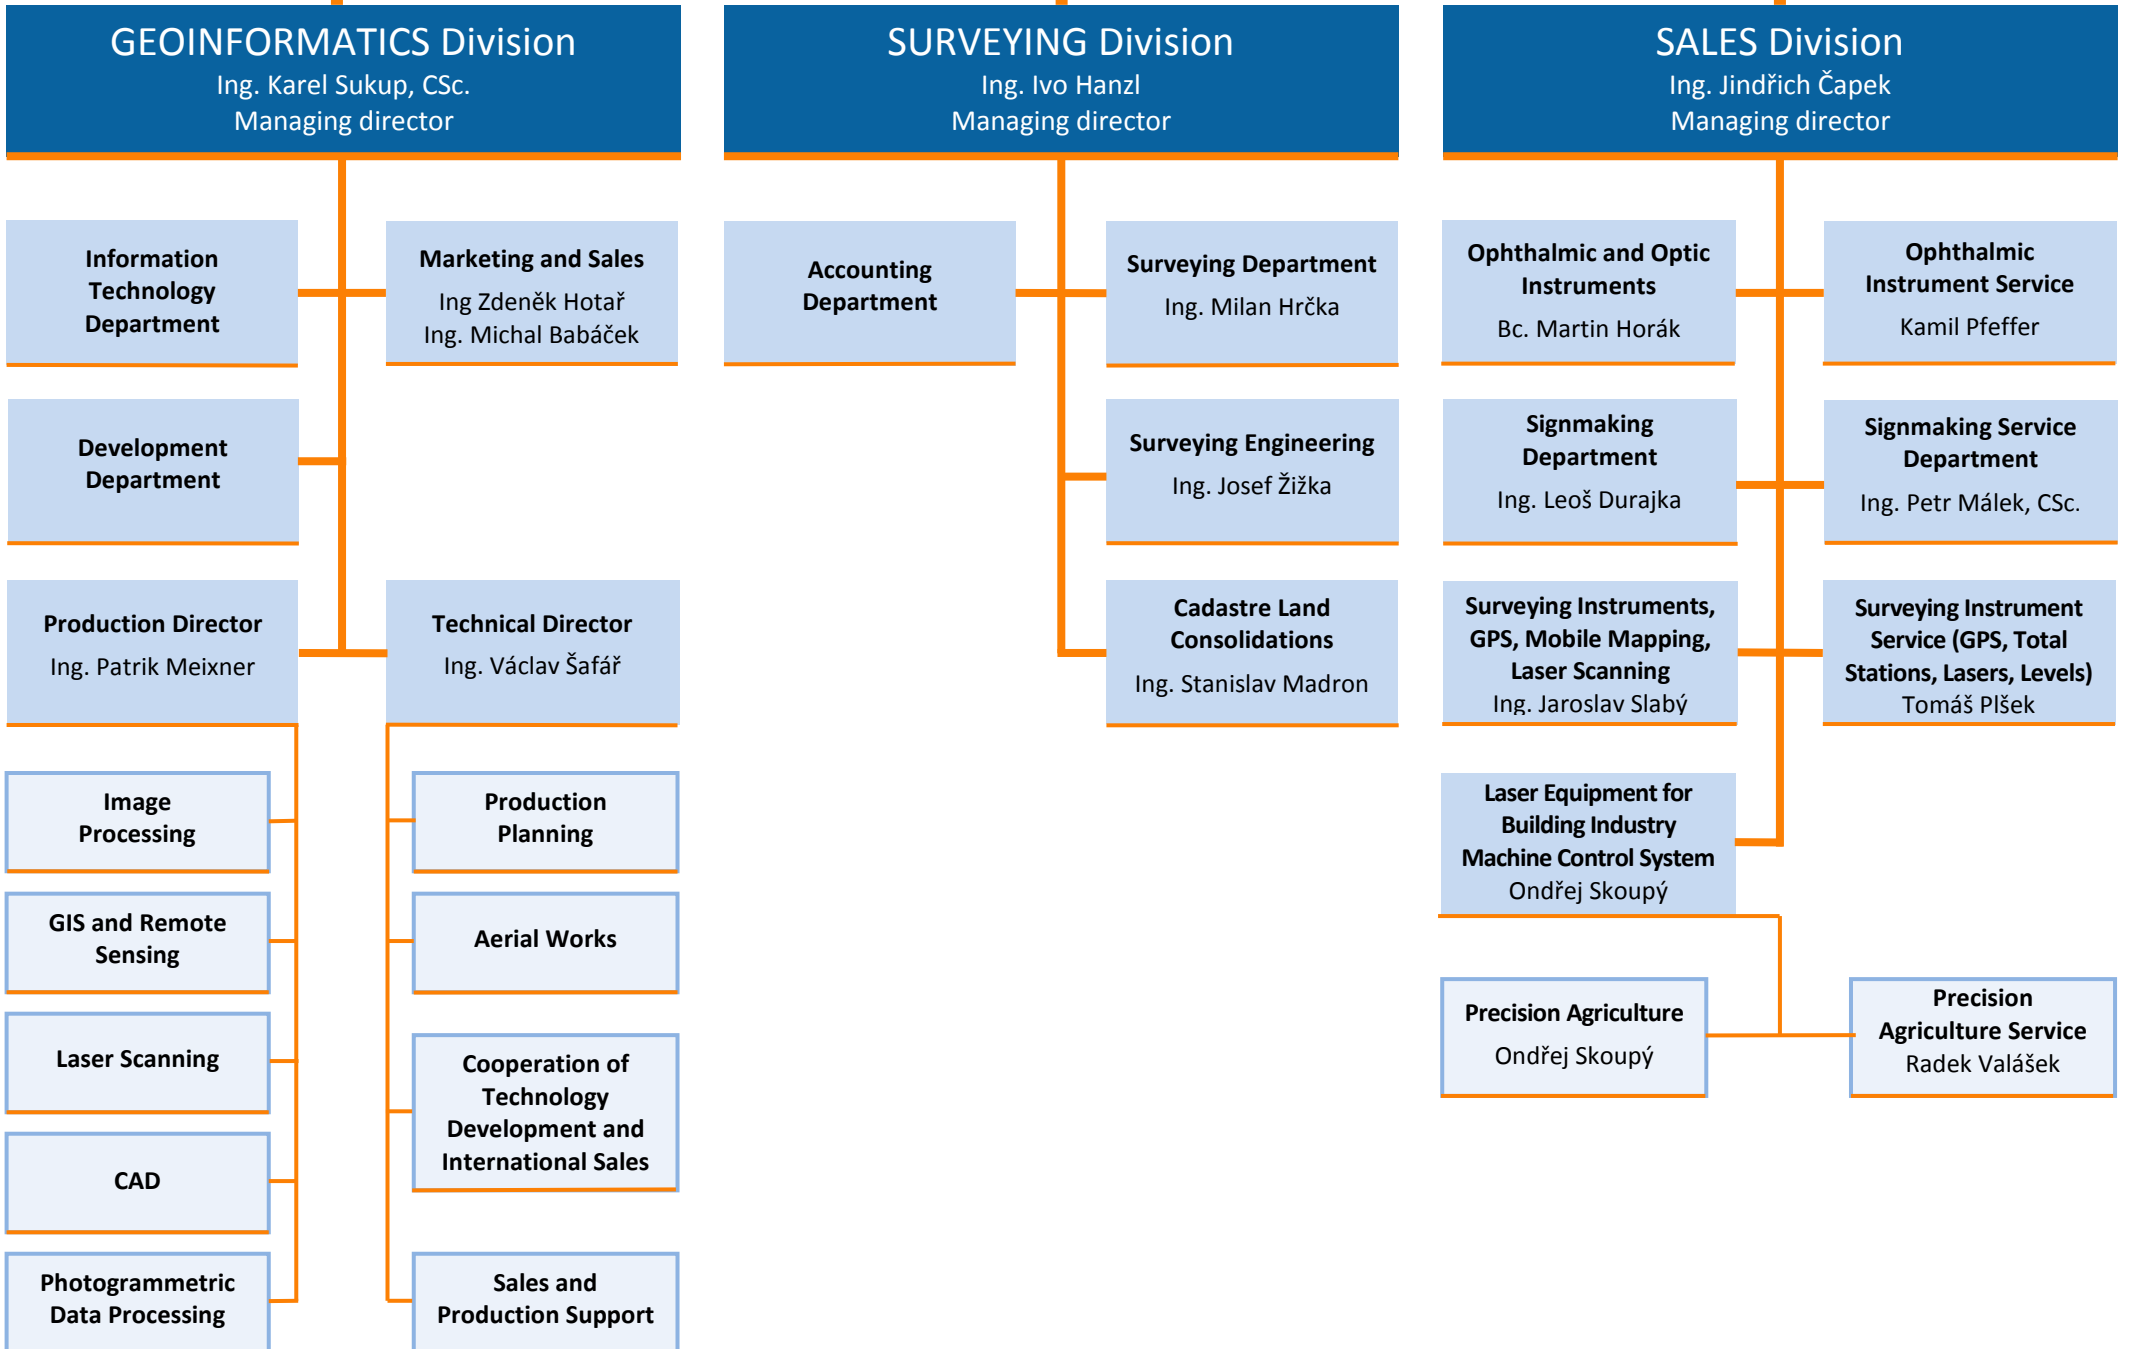 GEOINFORMATICS Division
Ing. Karel Sukup, CSc.
Managing director
SURVEYING Division
Ing. Ivo Hanzl
Managing director
SALES Division
Ing. Jindřich Čapek
Managing director
Information
Technology
Department
Marketing and Sales
Ing Zdeněk Hotař
Ing. Michal Babáček
Development
Department
Production Director
Ing. Patrik Meixner
Technical Director
Ing. Václav Šafář
Image
Processing
GIS and Remote
Sensing
Laser Scanning
CAD
Photogrammetric
Data Processing
Production
Planning
Aerial Works
Cooperation of
Technology
Development and
International Sales
Sales and
Production Support
Accounting
Department
Surveying Department
Ing. Milan Hrčka
Surveying Engineering
Ing. Josef Žižka
Cadastre Land
Consolidations
Ing. Stanislav Madron
Ophthalmic and Optic
Instruments
Bc. Martin Horák
Ophthalmic
Instrument Service
Kamil Pfeffer
Signmaking
Department
Ing. Leoš Durajka
Signmaking Service
Department
Ing. Petr Málek, CSc.
Surveying Instruments,
GPS, Mobile Mapping,
Laser Scanning
Ing. Jaroslav Slabý
Surveying Instrument
Service (GPS, Total
Stations, Lasers, Levels)
Tomáš Plšek
Laser Equipment for
Building Industry
Machine Control System
Ondřej Skoupý
Precision Agriculture
Ondřej Skoupý
Precision
Agriculture Service
Radek Valášek